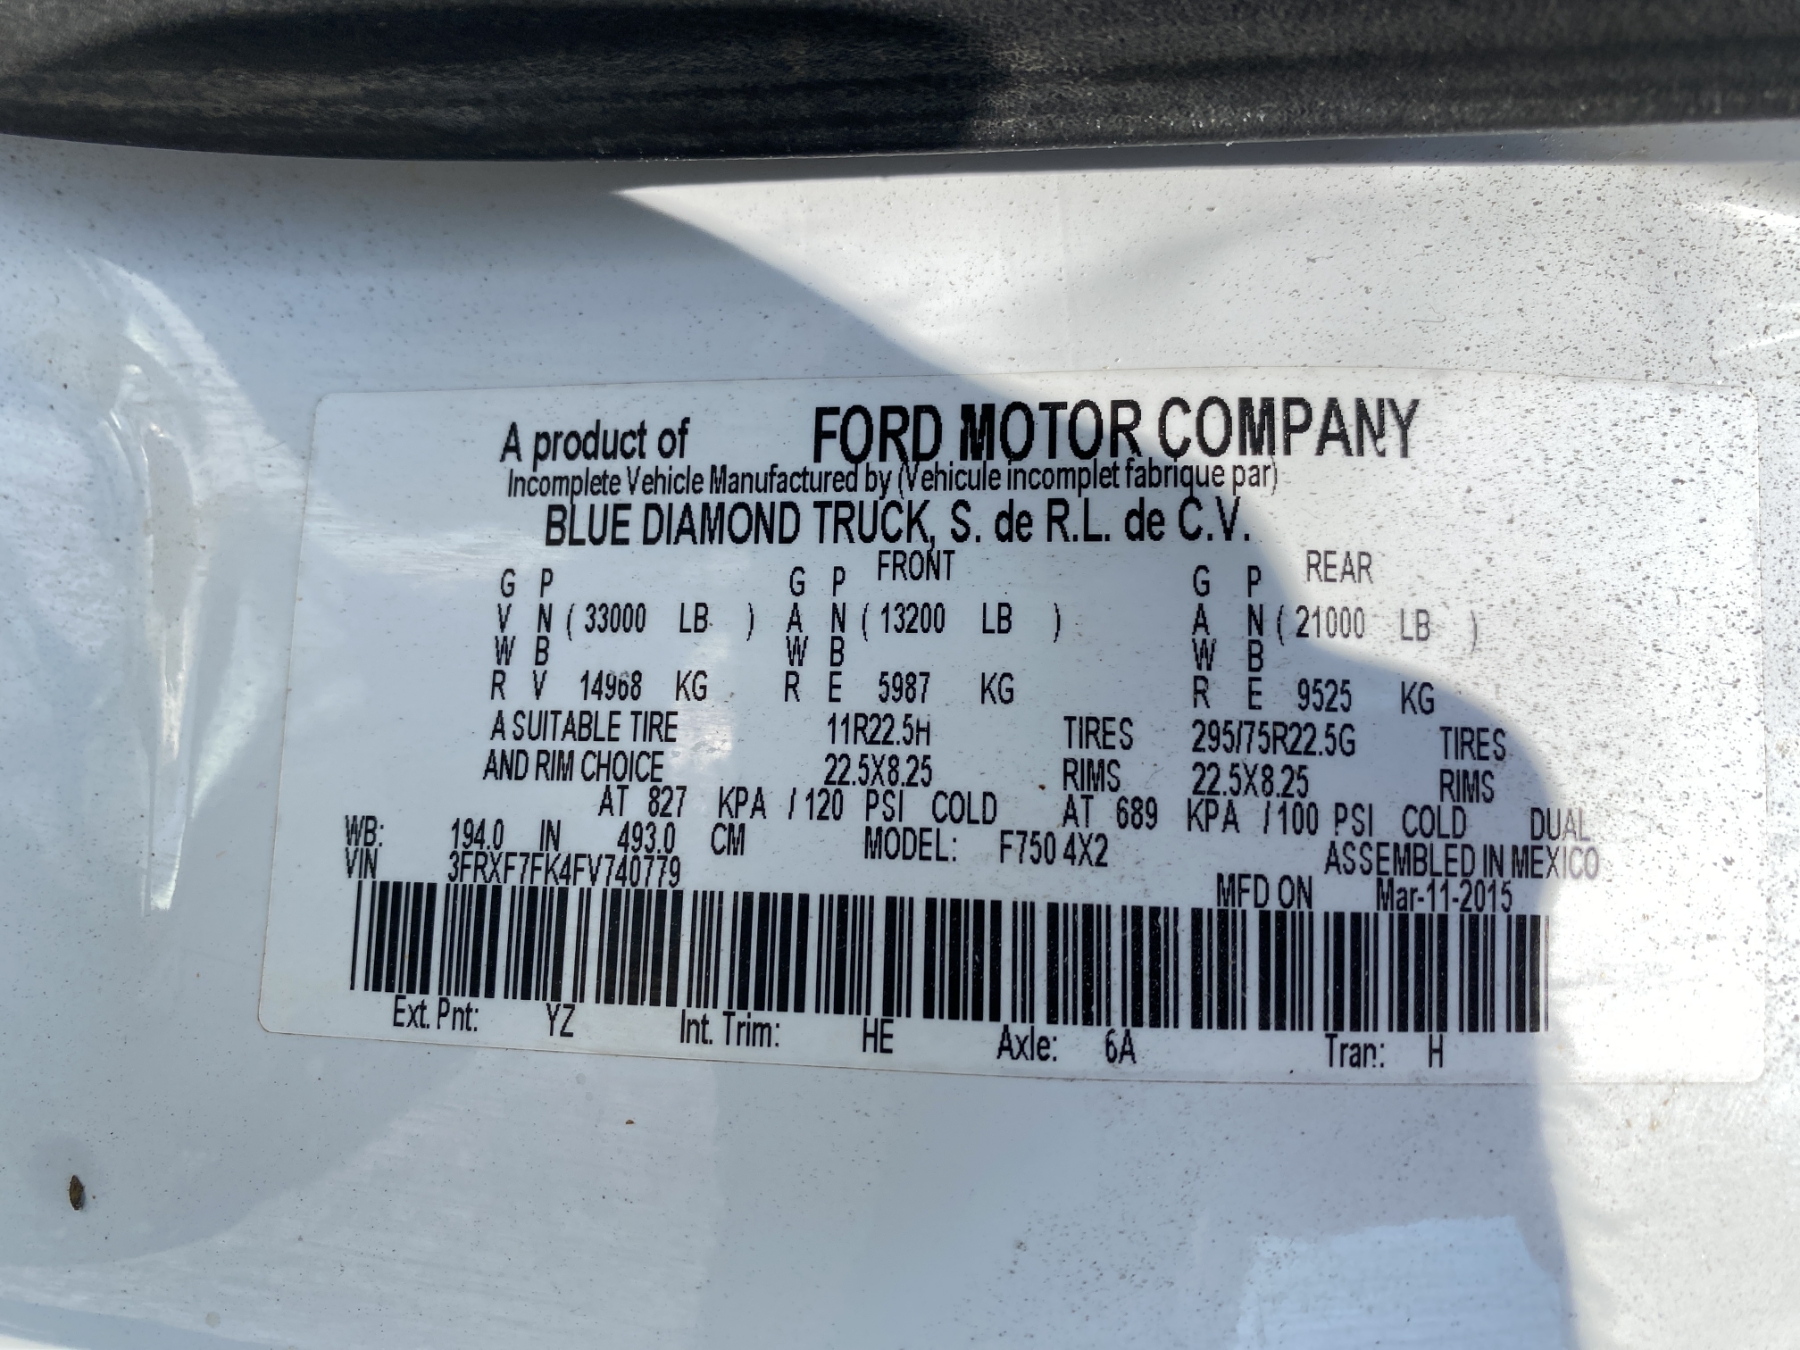 A product of FORD MOTOR COMPANY
Incomplete Vehicle Manufactured by (Vehicule incomplet fabrique par)
BLUE DIAMOND TRUCK, S. de R.L. de C.V.
FRONT REAR
G P G P G P
V N ( 33000 LB ) A N ( 13200 LB ) A N ( 21000 LB )
W B W B W B
R V 14968 KG R E 5987 KG R E 9525 KG
A SUITABLE TIRE 11R22.5H TIRES 295/75R22.5G TIRES
AND RIM CHOICE 22.5X8.25 RIMS 22.5X8.25 RIMS
AT 827 KPA / 120 PSI COLD AT 689 KPA / 100 PSI COLD DUAL
WB: 194.0 IN 493.0 CM MODEL: F750 4X2 ASSEMBLED IN MEXICO
VIN 3FRXF7FK4FV740779 MFD ON Mar-11-2015
Ext. Pnt: YZ Int. Trim: HE Axle: 6A Tran: H